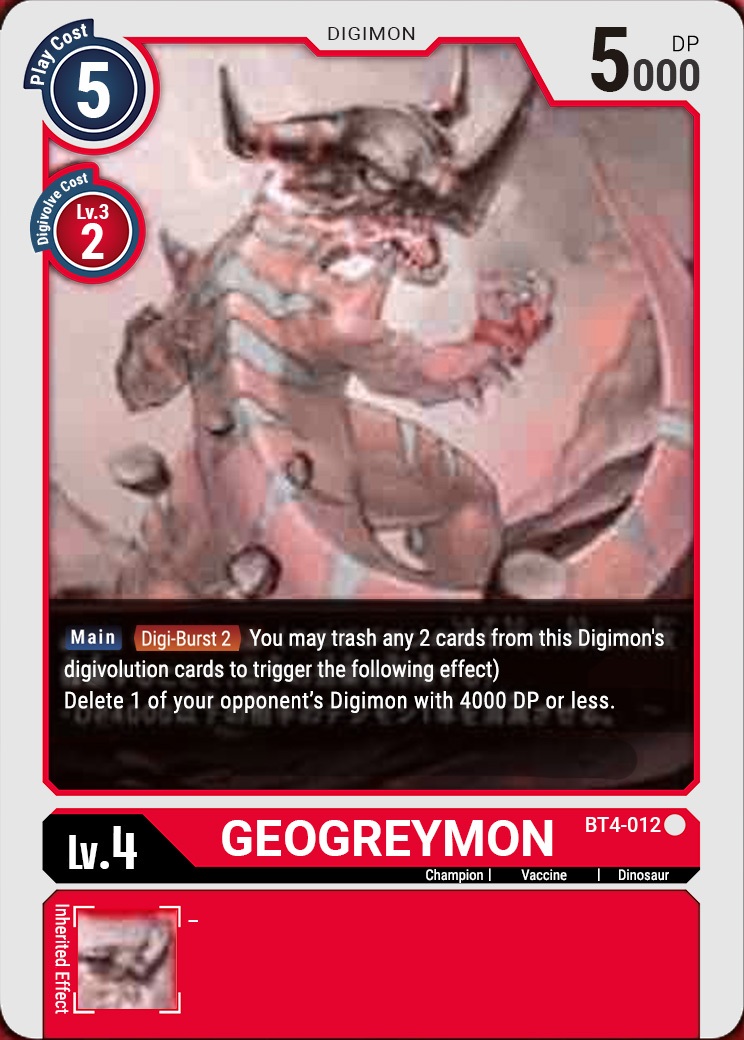 Play Cost
5
DIGIMON
DP
5000
Digivolve Cost
Lv.3
2
Main Digi-Burst 2 You may trash any 2 cards from this Digimon's
digivolution cards to trigger the following effect)
Delete 1 of your opponent's Digimon with 4000 DP or less.
Lv.4
GEOGREYMON
BT4-012
Champion | Vaccine | Dinosaur
Inherited Effect
–